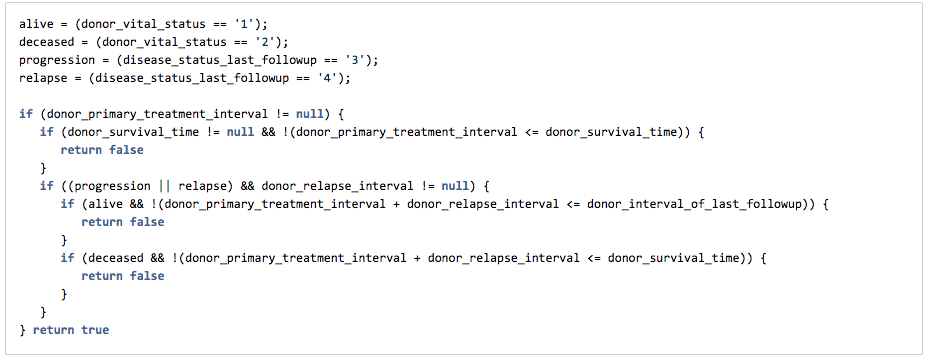 alive = (donor_vital_status == '1');
deceased = (donor_vital_status == '2');
progression = (disease_status_last_followup == '3');
relapse = (disease_status_last_followup == '4');

if (donor_primary_treatment_interval != null) {
   if (donor_survival_time != null && !(donor_primary_treatment_interval <= donor_survival_time)) {
      return false
   }
   if ((progression || relapse) && donor_relapse_interval != null) {
      if (alive && !(donor_primary_treatment_interval + donor_relapse_interval <= donor_interval_of_last_followup)) {
         return false
      }
      if (deceased && !(donor_primary_treatment_interval + donor_relapse_interval <= donor_survival_time)) {
         return false
      }
   }
} return true